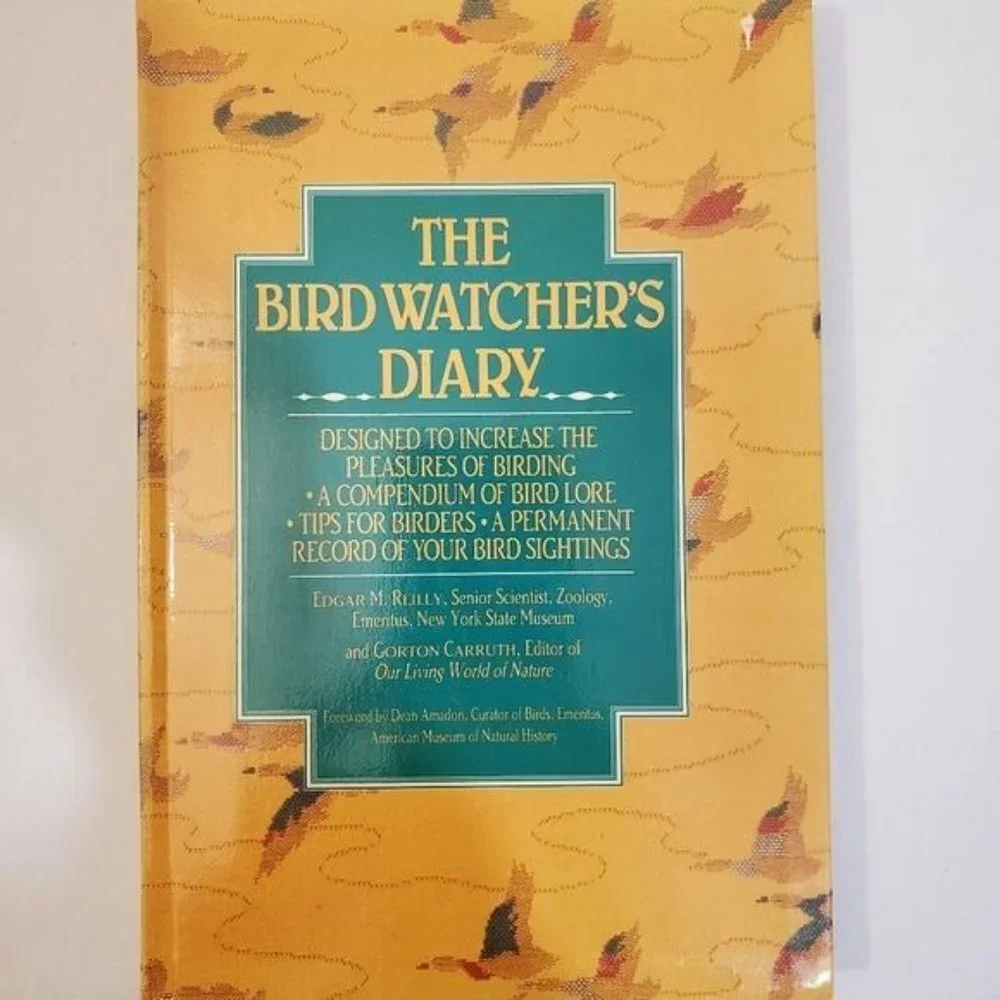 THE
BIRD WATCHER'S
DIARY
DESIGNED TO INCREASE THE
PLEASURES OF BIRDING
• A COMPENDIUM OF BIRD LORE
• TIPS FOR BIRDERS • A PERMANENT
RECORD OF YOUR BIRD SIGHTINGS
EDGAR M. REILLY, Senior Scientist, Zoology,
Emeritus, New York State Museum
and GORTON CARRUTH, Editor of
Our Living World of Nature
Foreword by Dean Amadon, Curator of Birds, Emeritus,
American Museum of Natural History